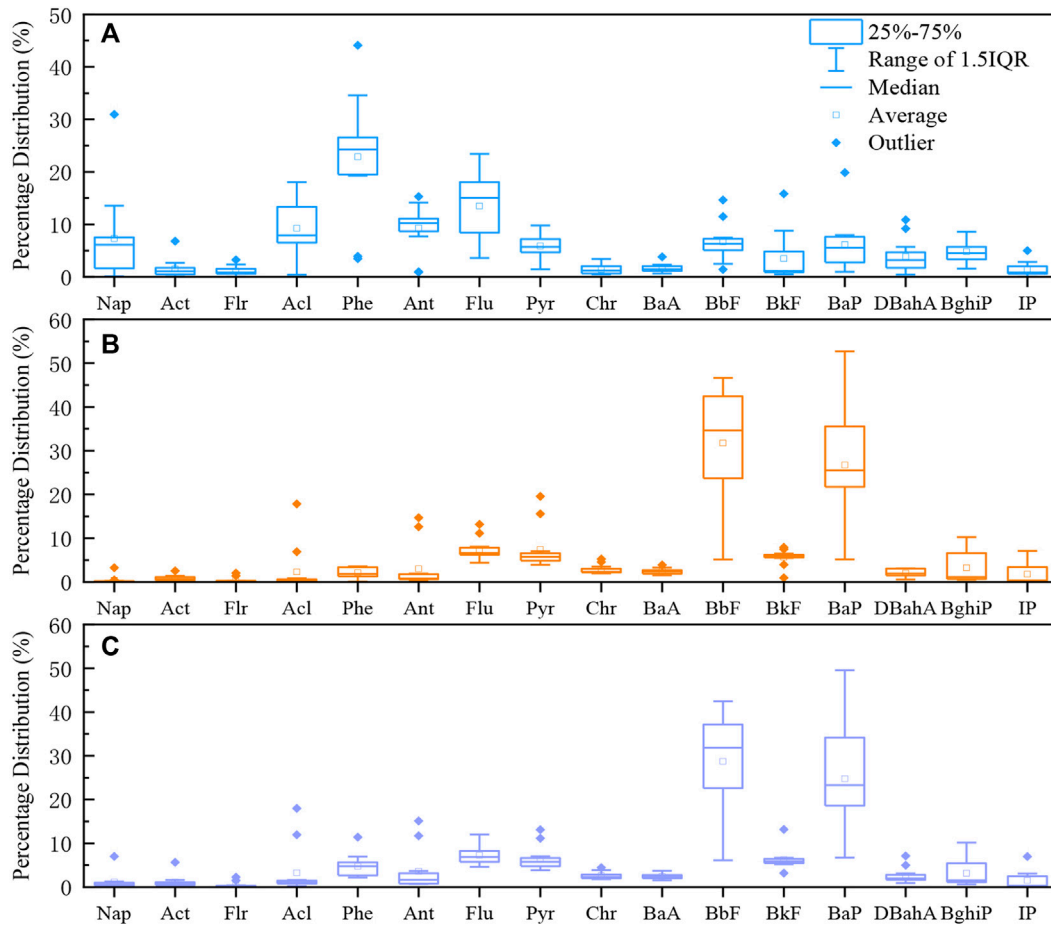 A
Percentage Distribution (%)
50
40
30
20
10
0
25%-75%
Range of 1.5IQR
Median
Average
Outlier
Nap Act Flr Acl Phe Ant Flu Pyr Chr BaA BbF BkF BaP DBahA BghiP IP
B
Percentage Distribution (%)
60
50
40
30
20
10
0
Nap Act Flr Acl Phe Ant Flu Pyr Chr BaA BbF BkF BaP DBahA BghiP IP
C
Percentage Distribution (%)
60
50
40
30
20
10
0
Nap Act Flr Acl Phe Ant Flu Pyr Chr BaA BbF BkF BaP DBahA BghiP IP